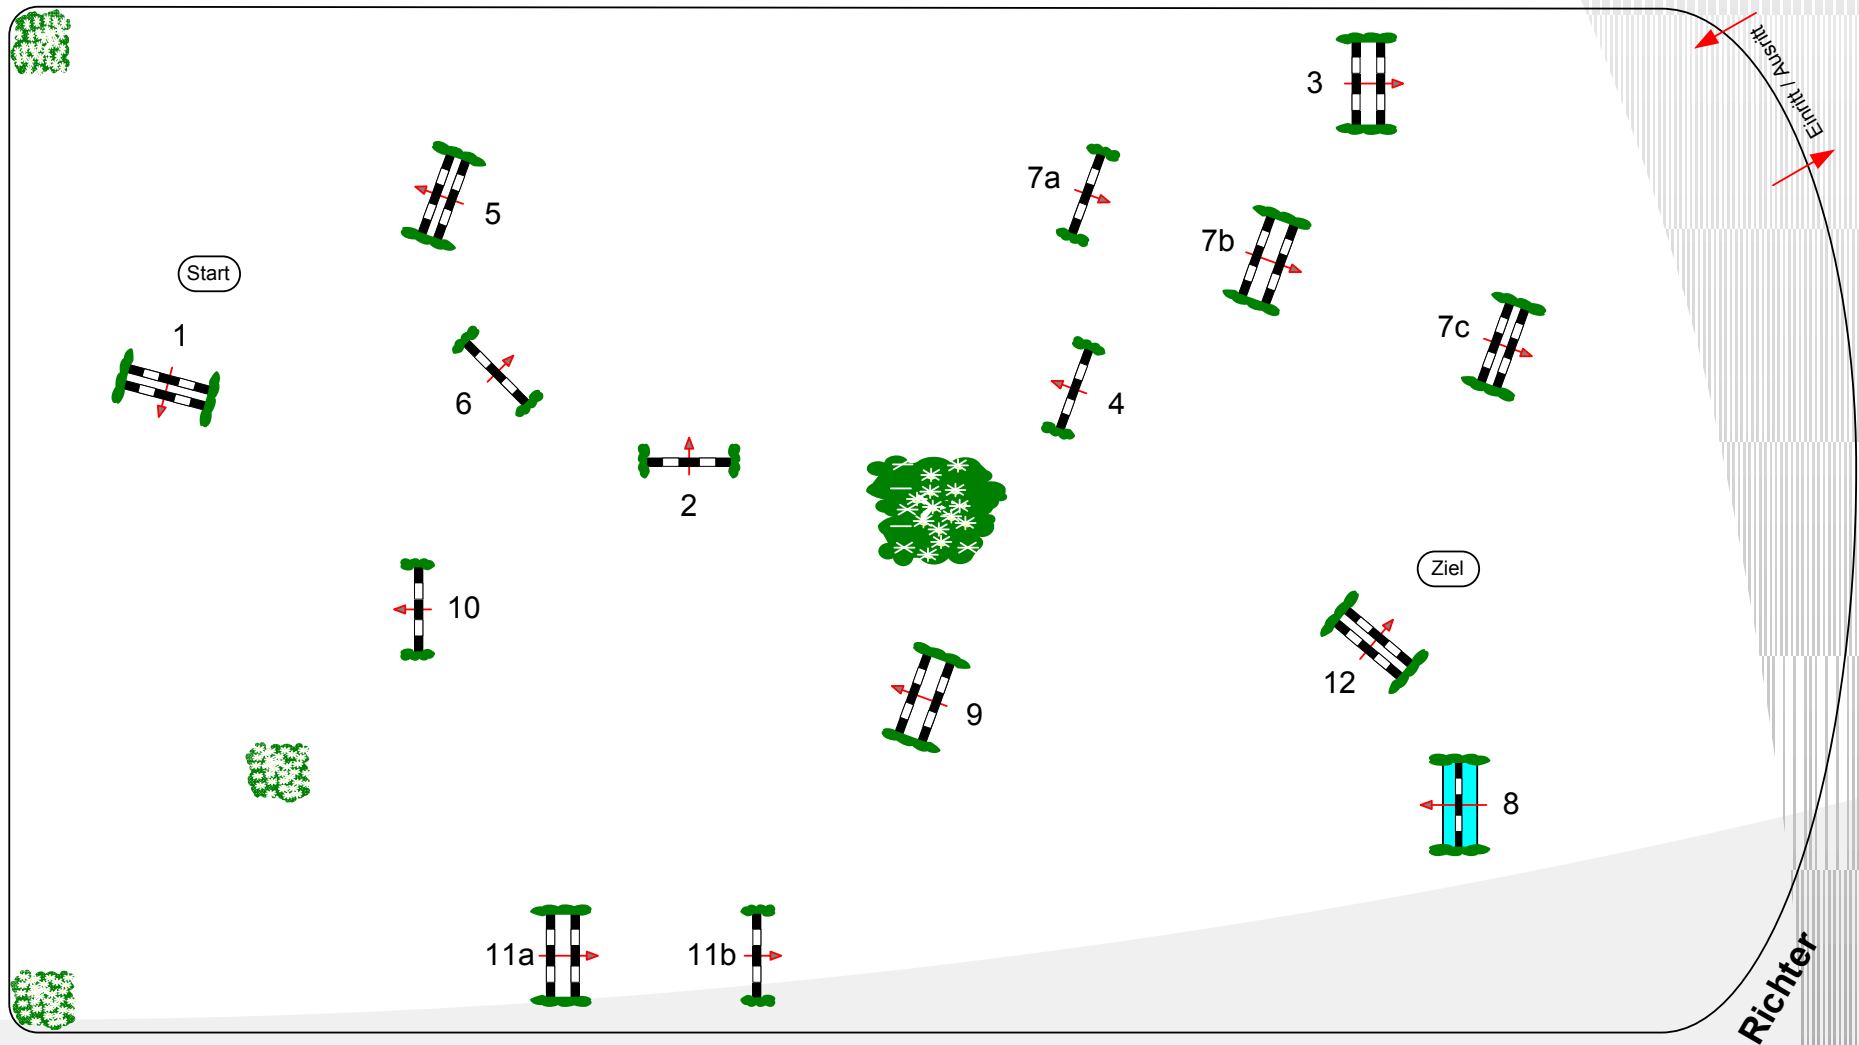 3
Einritt / Ausritt
7a
5
7b
Start
1
7c
6
4
2
Ziel
10
12
9
8
11a
11b
Richter